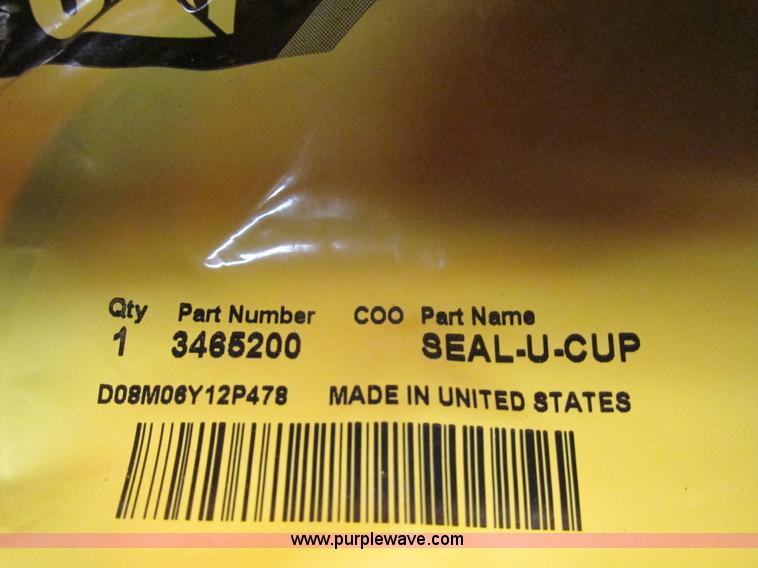 Qty Part Number COO Part Name
1 3465200 SEAL-U-CUP
D08M06Y12P478 MADE IN UNITED STATES
www.purplewave.com